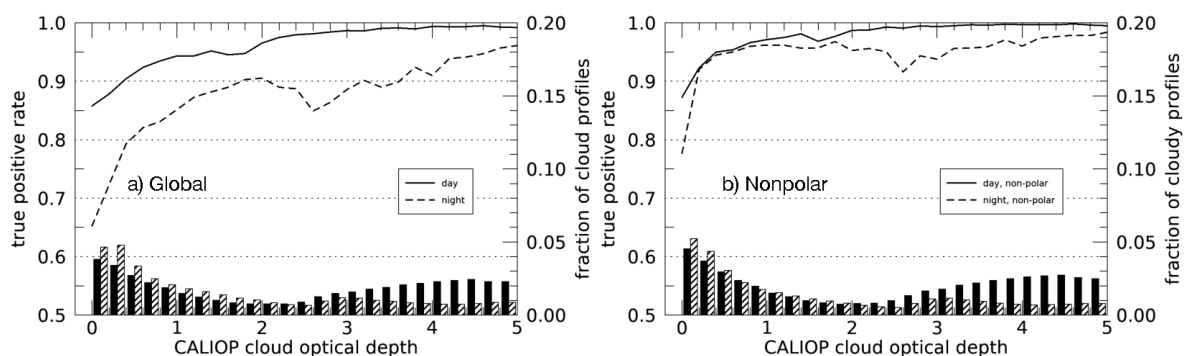 1.0
0.9
0.8
0.7
0.6
0.5
true positive rate
a) Global
day
night
0.20
0.15
0.10
0.05
0.00
fraction of cloud profiles
0 1 2 3 4 5
CALIOP cloud optical depth
1.0
0.9
0.8
0.7
0.6
0.5
true positive rate
b) Nonpolar
day, non-polar
night, non-polar
0.20
0.15
0.10
0.05
0.00
fraction of cloudy profiles
0 1 2 3 4 5
CALIOP cloud optical depth